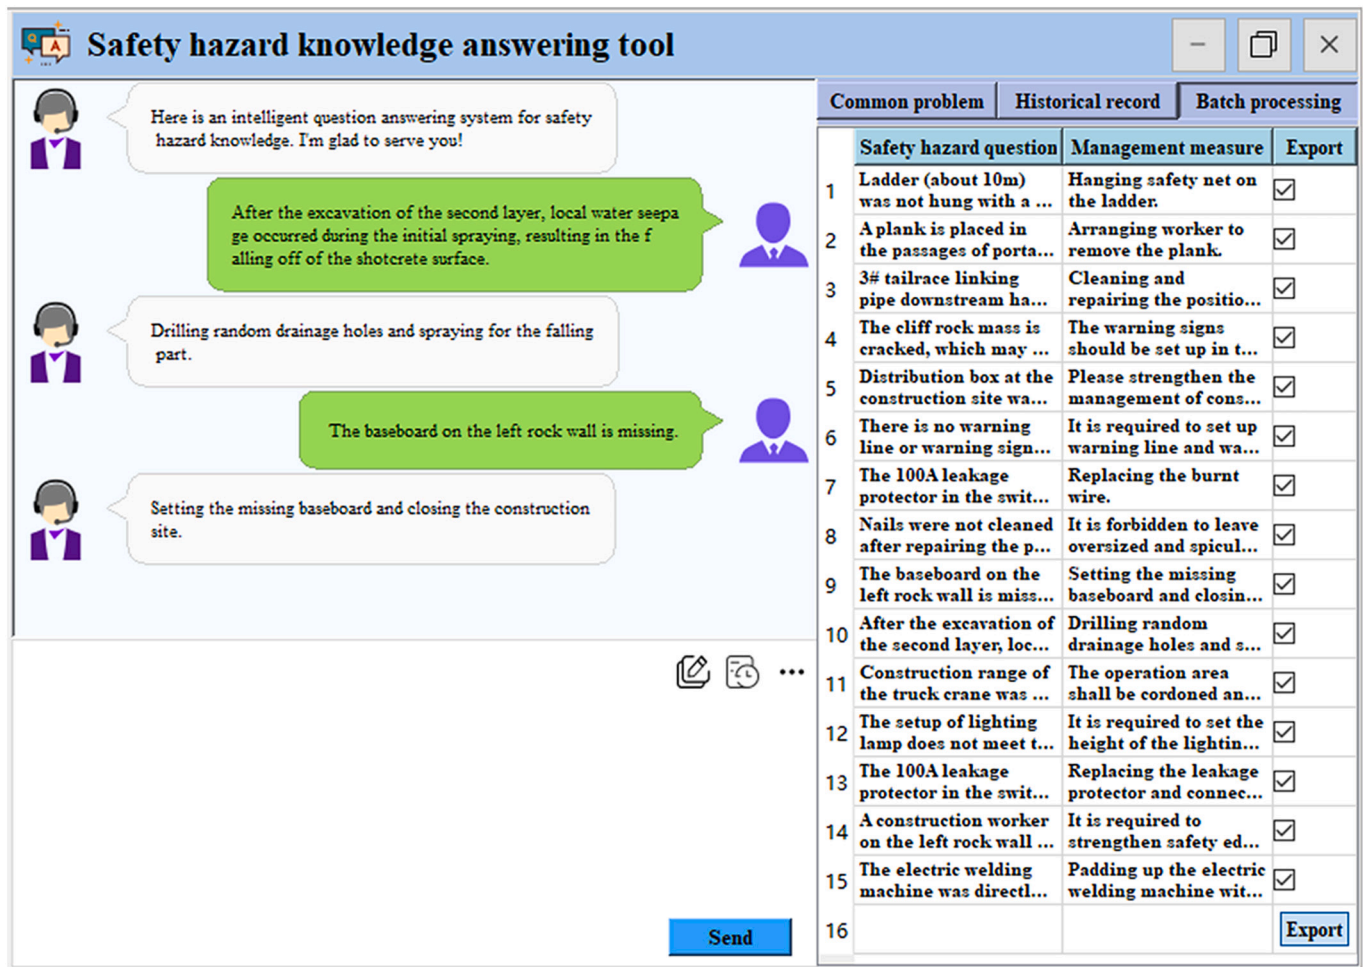 Safety hazard knowledge answering tool
Here is an intelligent question answering system for safety
hazard knowledge. I'm glad to serve you!
After the excavation of the second layer, local water seepa
ge occurred during the initial spraying, resulting in the f
alling off of the shotcrete surface.
Drilling random drainage holes and spraying for the falling
part.
The baseboard on the left rock wall is missing.
Setting the missing baseboard and closing the construction
site.
Send
Common problem Historical record Batch processing
Safety hazard question Management measure Export
1 Ladder (about 10m) Hanging safety net on
was not hung with a ... the ladder.
2 A plank is placed in Arranging worker to
the passages of porta... remove the plank.
3 3# tailrace linking Cleaning and
pipe downstream ha... repairing the positio...
4 The cliff rock mass is The warning signs
cracked, which may ... should be set up in t...
5 Distribution box at the Please strengthen the
construction site wa... management of cons...
6 There is no warning It is required to set up
line or warning sign... warning line and wa...
7 The 100A leakage Replacing the burnt
protector in the swit... wire.
8 Nails were not cleaned It is forbidden to leave
after repairing the p... oversized and spicul...
9 The baseboard on the Setting the missing
left rock wall is miss... baseboard and closin...
10 After the excavation of Drilling random
the second layer, loc... drainage holes and s...
11 Construction range of The operation area
the truck crane was ... shall be cordoned an...
12 The setup of lighting It is required to set the
lamp does not meet t... height of the lightin...
13 The 100A leakage Replacing the leakage
protector in the swit... protector and connec...
14 A construction worker It is required to
on the left rock wall ... strengthen safety ed...
15 The electric welding Padding up the electric
machine was directl... welding machine wit...
16 Export